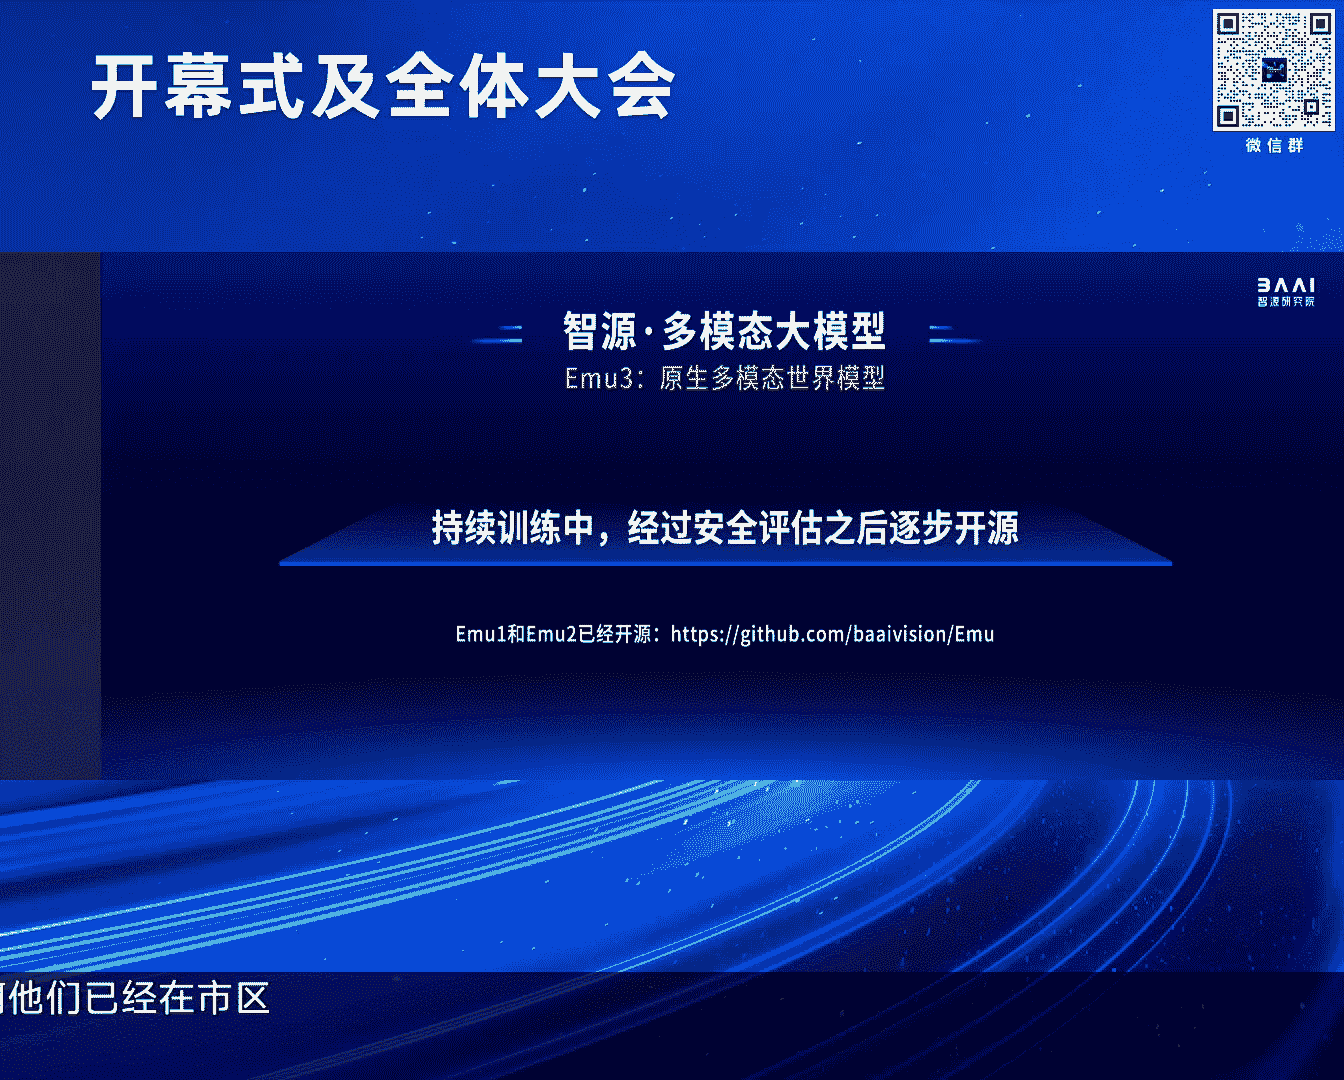 开幕式及全体大会
微信群
BAAI
智源研究院
智源·多模态大模型
Emu3：原生多模态世界模型
持续训练中，经过安全评估之后逐步开源
Emu1和Emu2已经开源：https://github.com/baaivision/Emu
他们已经在市区